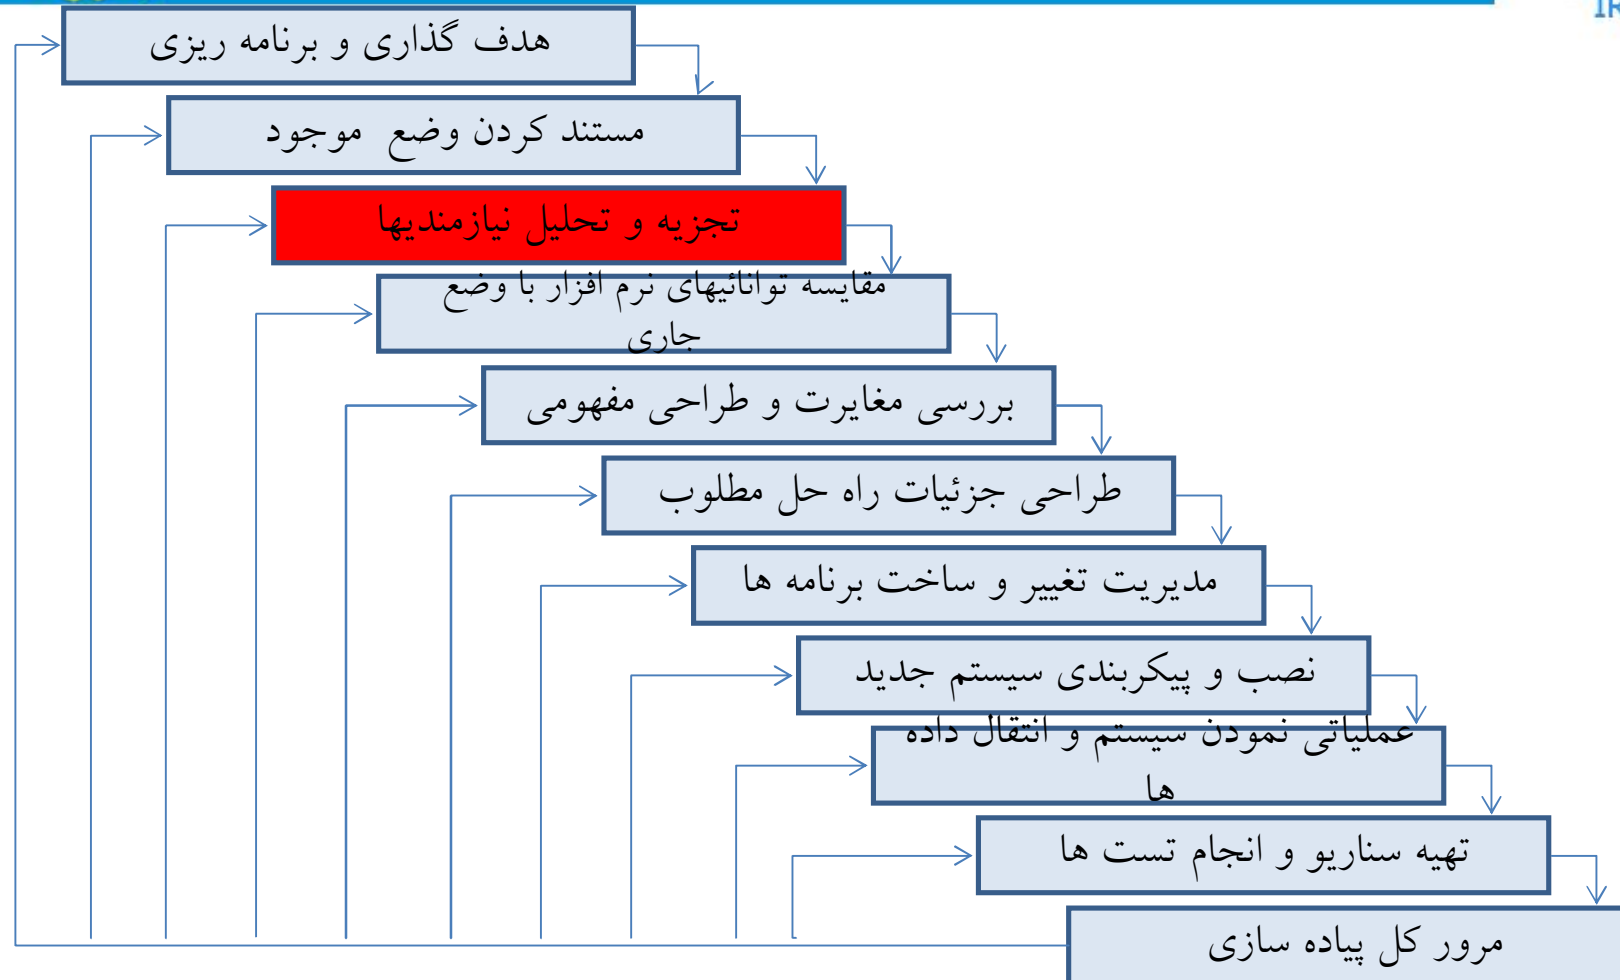 هدف گذاری و برنامه ریزی
مستند کردن وضع موجود
تجزیه و تحلیل نیازمندیها
مقایسه توانائیهای نرم افزار با وضع
جاری
بررسی مغایرت و طراحی مفهومی
طراحی جزئیات راه حل مطلوب
مدیریت تغییر و ساخت برنامه ها
نصب و پیکربندی سیستم جدید
عملیاتی نمودن سیستم و انتقال داده
ها
تهیه سناریو و انجام تست ها
مرور کل پیاده سازی